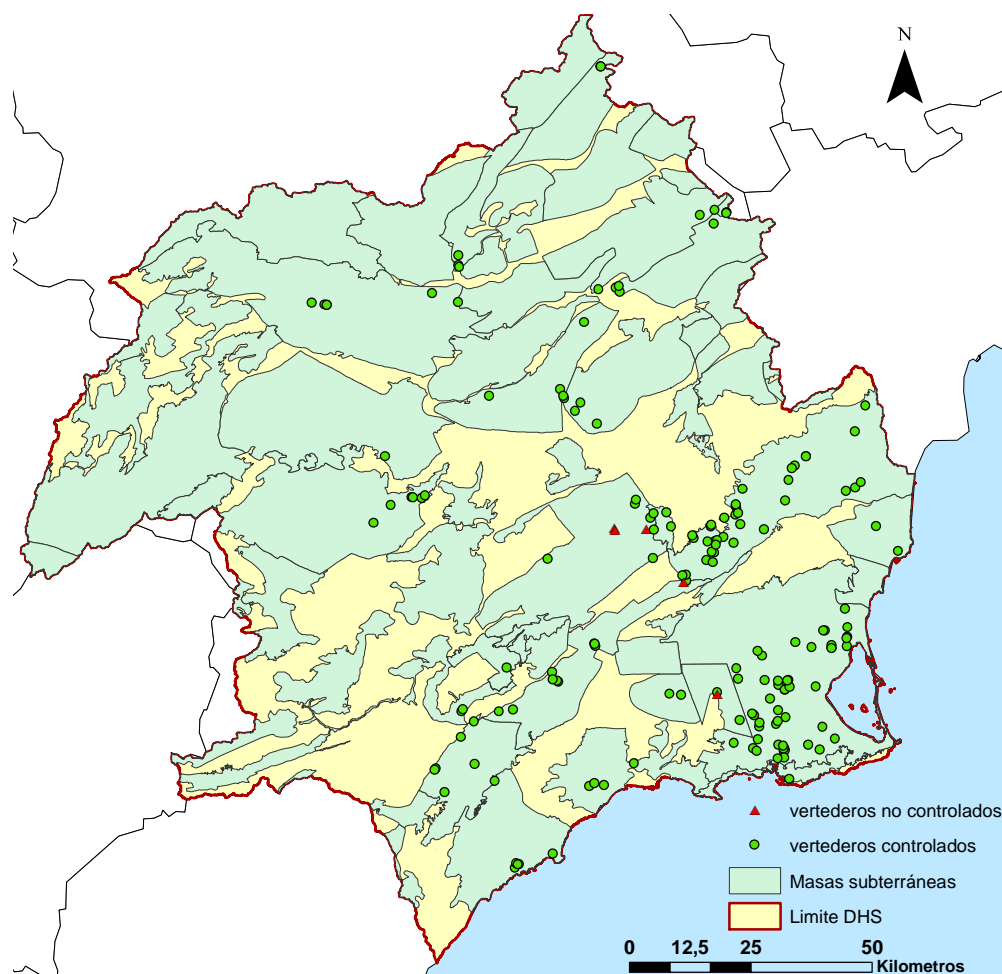 N
vertederos no controlados
vertederos controlados
Masas subterráneas
Limite DHS
0 12,5 25 50
Kilometros